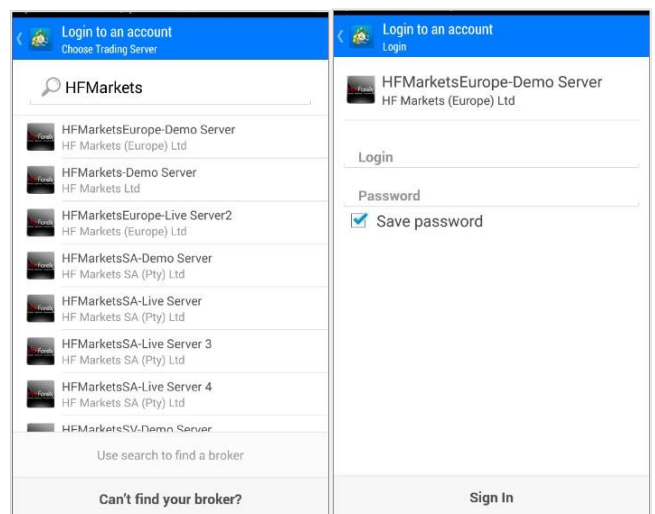 Login to an account
Choose Trading Server
HFMarkets
HFMarketsEurope-Demo Server
HF Markets (Europe) Ltd
HFMarkets-Demo Server
HF Markets Ltd
HFMarketsEurope-Live Server2
HF Markets (Europe) Ltd
HFMarketsSA-Demo Server
HF Markets SA (Pty) Ltd
HFMarketsSA-Live Server
HF Markets SA (Pty) Ltd
HFMarketsSA-Live Server 3
HF Markets SA (Pty) Ltd
HFMarketsSA-Live Server 4
HF Markets SA (Pty) Ltd
HFMarketsSV-Demo Server
Use search to find a broker
Can't find your broker?
Login to an account
Login
HFMarketsEurope-Demo Server
HF Markets (Europe) Ltd
Login
Password
Save password
Sign In